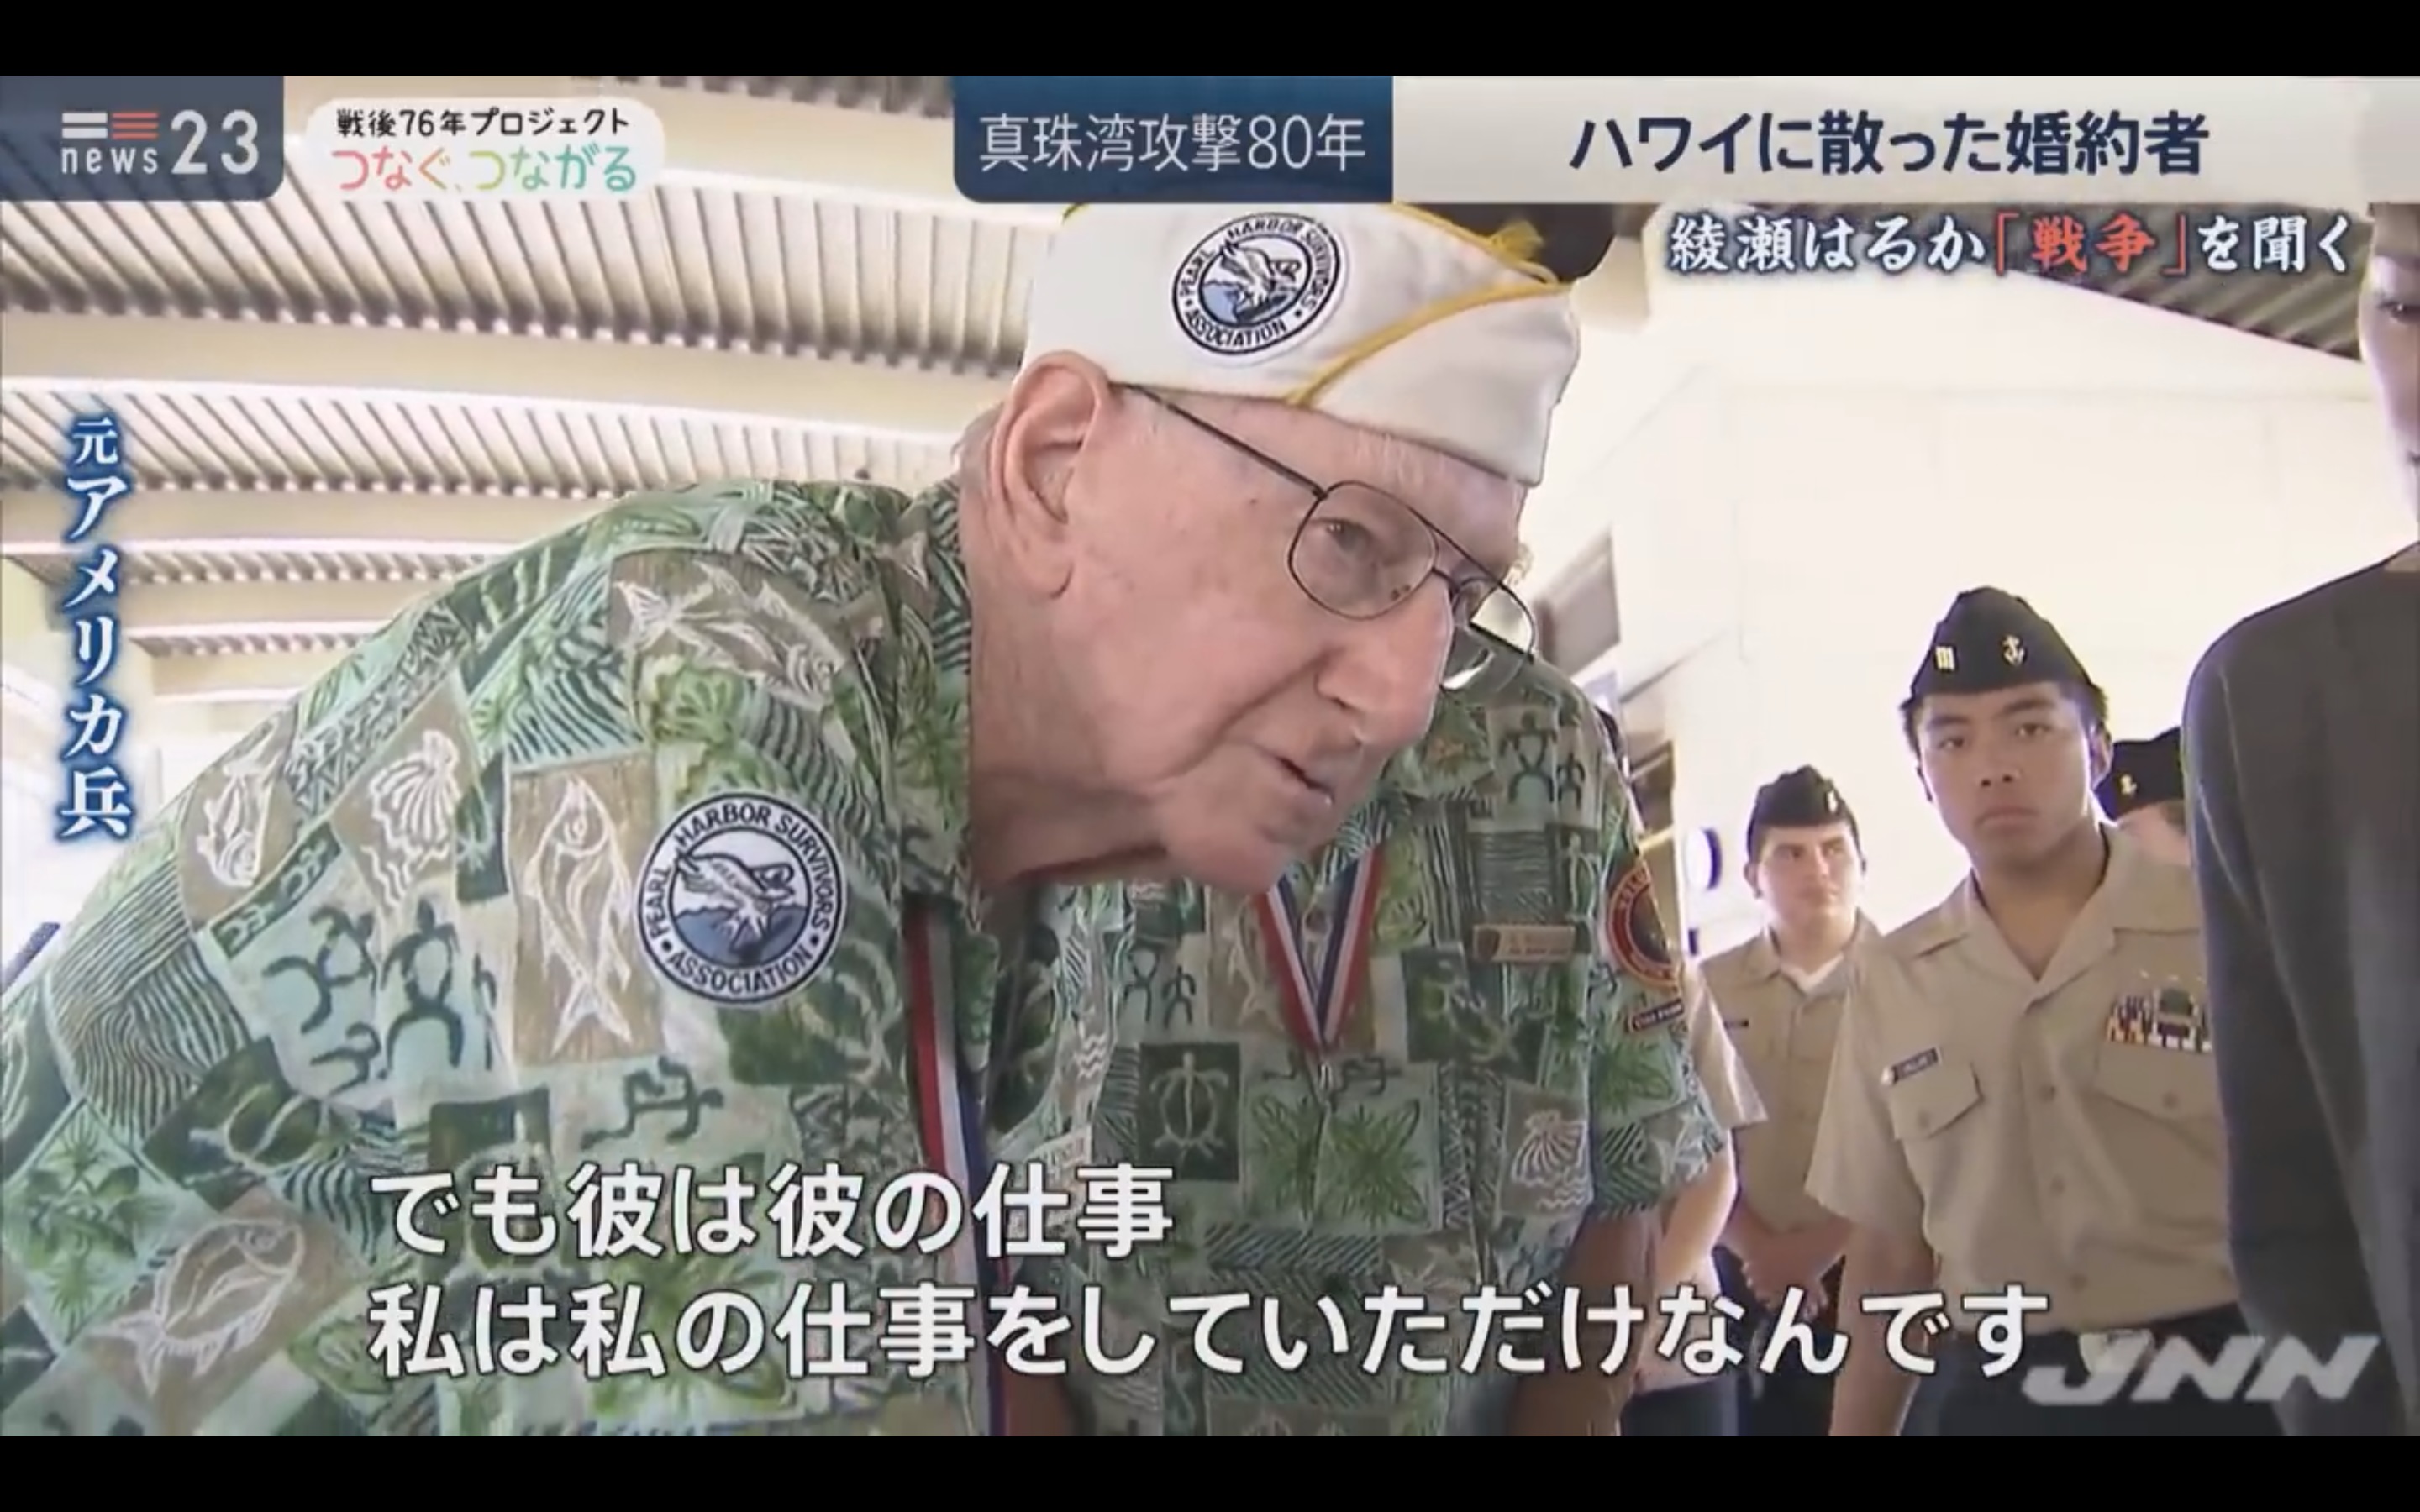 news23
戦後76年プロジェクト
つなぐ、つながる
真珠湾攻撃80年
ハワイに散った婚約者
綾瀬はるか「戦争」を聞く
元アメリカ兵
PEARL HARBOR SURVIVORS
ASSOCIATION
PEARL HARBOR SURVIVORS
ASSOCIATION
でも彼は彼の仕事
私は私の仕事をしていただけなんです
JNN